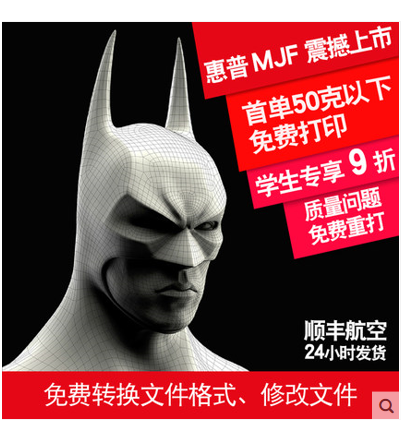 惠普 MJF 震撼上市
首单50克以下
免费打印
学生专享 9 折
质量问题
免费重打
顺丰航空
24小时发货
免费转换文件格式、修改文件